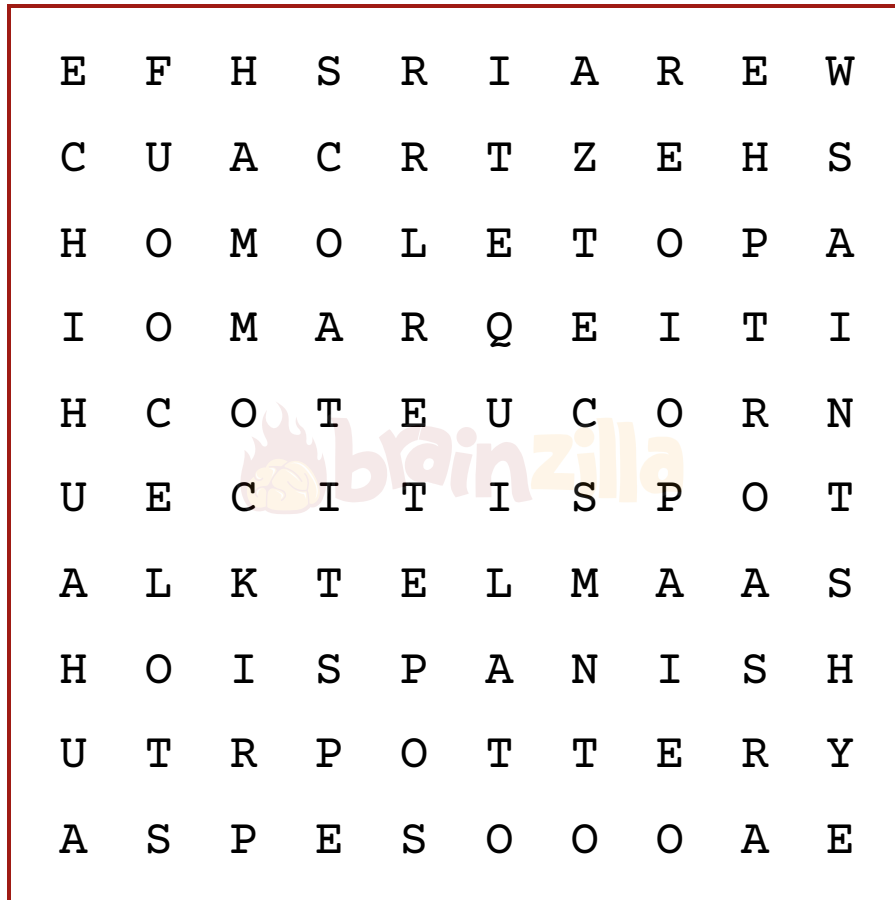 E F H S R I A R E W
C U A C R T Z E H S
H O M O L E T O P A
I O M A R Q E I T I
H C O T E U C O R N
brainzilla
U E C I T I S P O T
A L K T E L M A A S
H O I S P A N I S H
U T R P O T T E R Y
A S P E S O O O A E